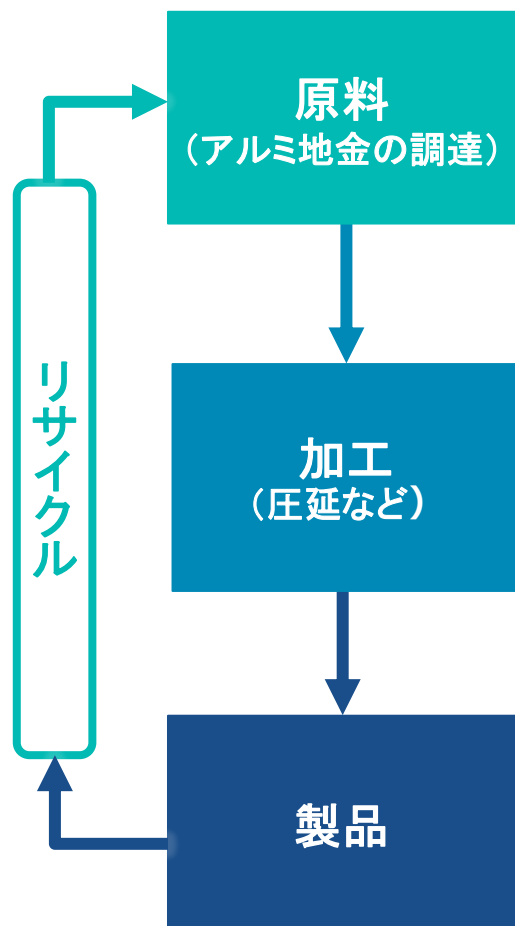 原料
（アルミ地金の調達）
リサイクル
加工
（圧延など）
製品